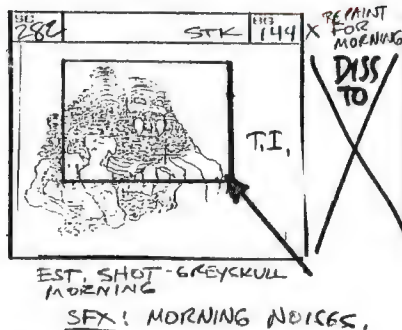 SC 282 STK BG 144 X REPAINT
FOR
MORNING
DISS
TO
T.I.
EST. SHOT-GREYSKULL
MORNING
SFX: MORNING NOISES.